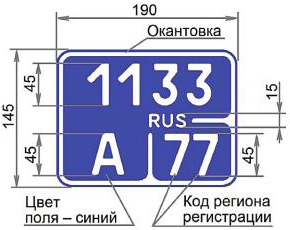 190
Окантовка
145
45
1133
15
RUS
45
А
77
45
Цвет
поля – синий
Код региона
регистрации